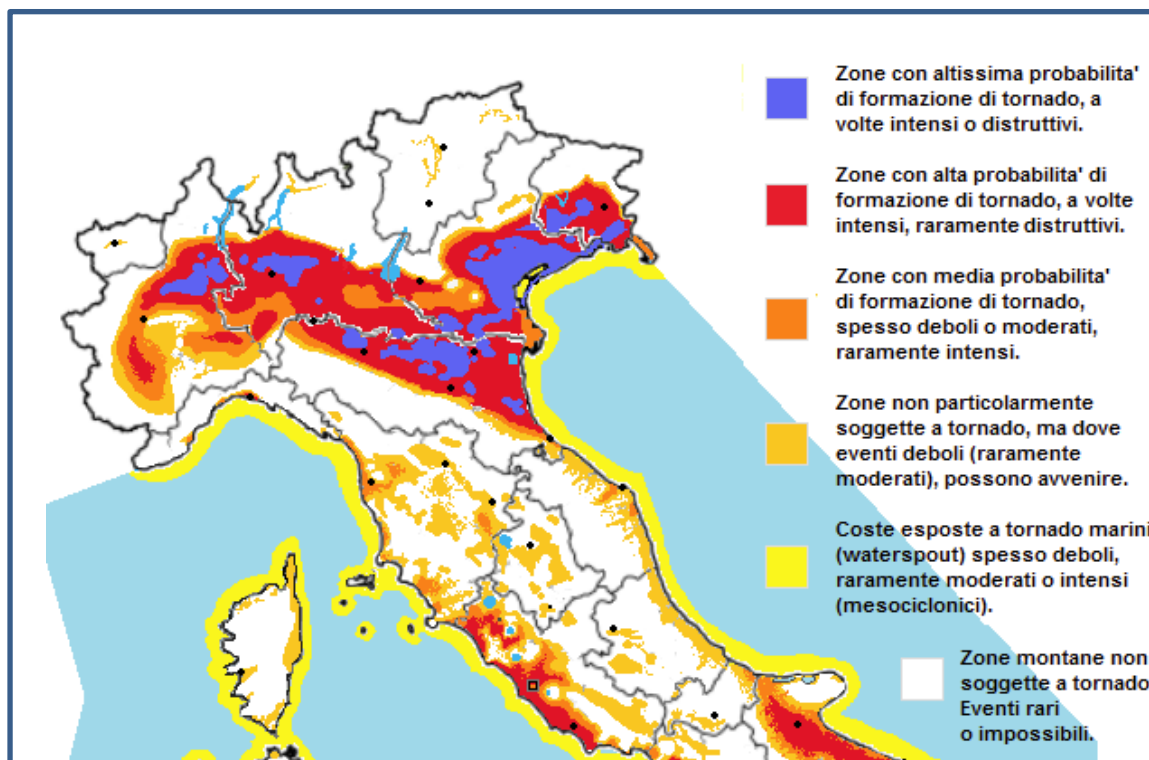 Zone con altissima probabilita'
di formazione di tornado, a
volte intensi o distruttivi.
Zone con alta probabilita' di
formazione di tornado, a volte
intensi, raramente distruttivi.
Zone con media probabilita'
di formazione di tornado,
spesso deboli o moderati,
raramente intensi.
Zone non particolarmente
soggette a tornado, ma dove
eventi deboli (raramente
moderati), possono avvenire.
Coste esposte a tornado marini
(waterspout) spesso deboli,
raramente moderati o intensi
(mesociclonici).
Zone montane non
soggette a tornado
Eventi rari
o impossibili.